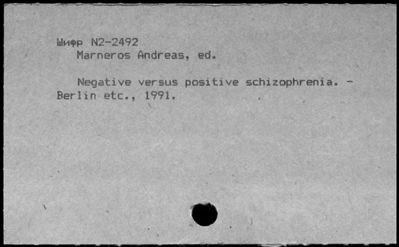 Шифр N2-2492
Marneros Andreas, ed.
Negative versus positive schizophrenia. -
Berlin etc., 1991.